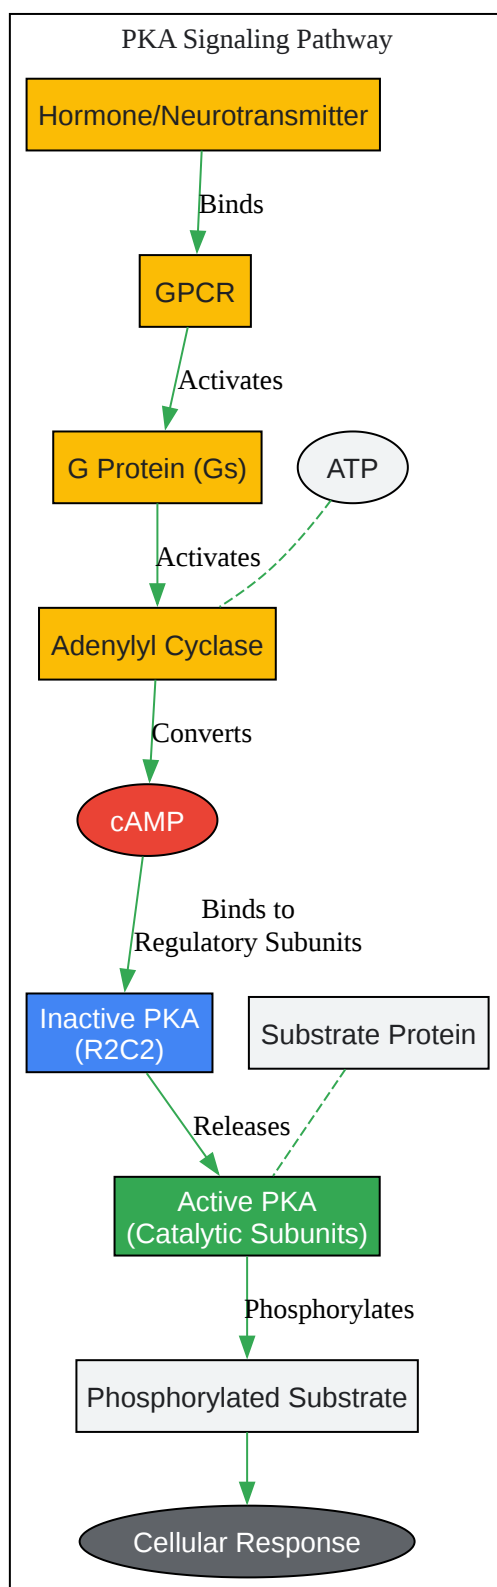 PKA Signaling Pathway
Hormone/Neurotransmitter
Binds
GPCR
Activates
G Protein (Gs)
ATP
Activates
Adenylyl Cyclase
Converts
cAMP
Binds to
Regulatory Subunits
Inactive PKA
(R2C2)
Substrate Protein
Releases
Active PKA
(Catalytic Subunits)
Phosphorylates
Phosphorylated Substrate
Cellular Response